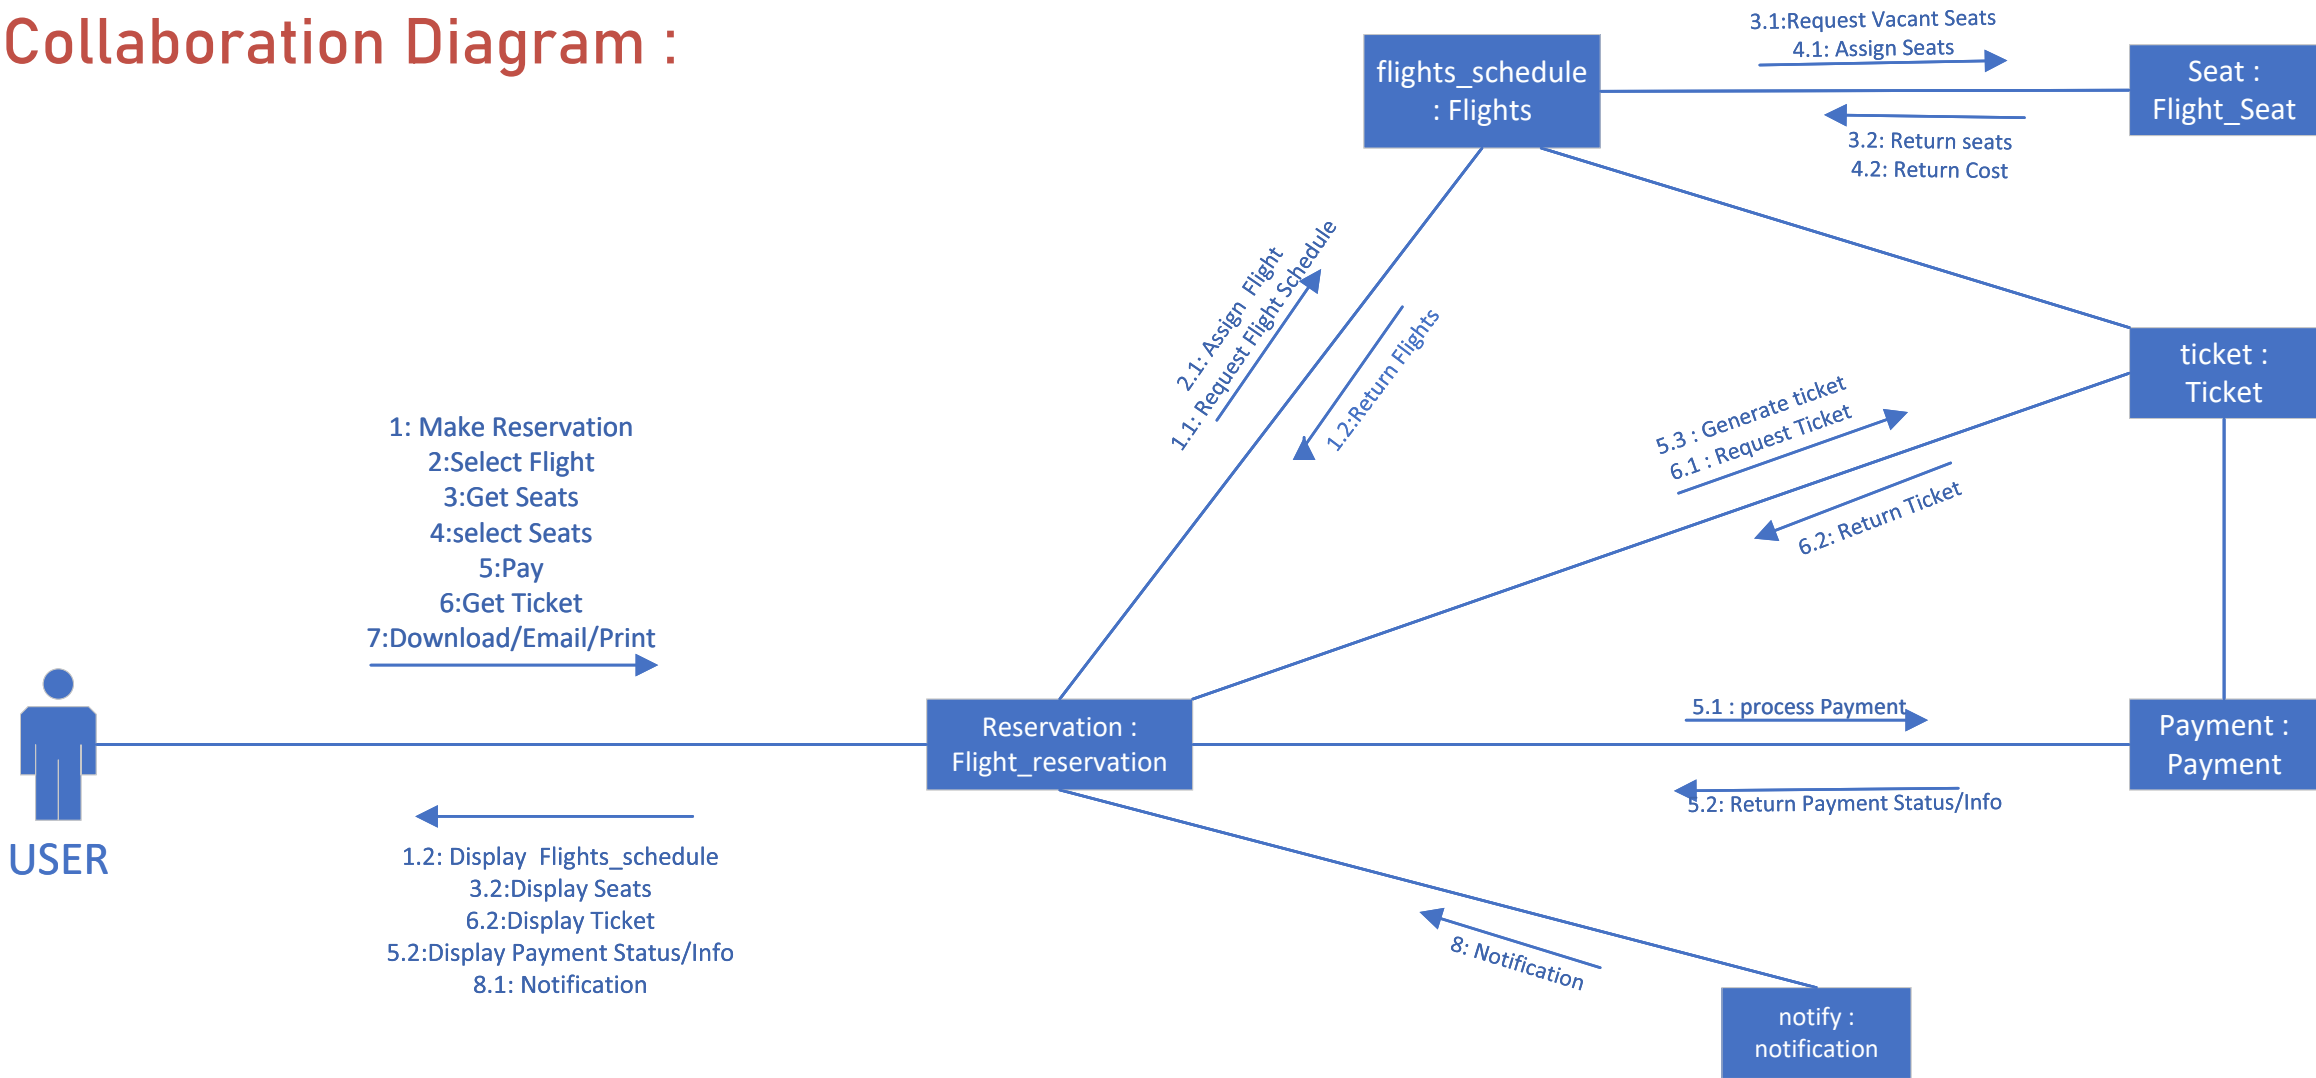 Collaboration Diagram :
3.1:Request Vacant Seats
4.1: Assign Seats
flights_schedule
: Flights
Seat :
Flight_Seat
3.2: Return seats
4.2: Return Cost
2.1: Assign  Flight
1.1: Request Flight Schedule
1.2:Return Flights
ticket :
Ticket
5.3 : Generate ticket
6.1 : Request Ticket
6.2: Return Ticket
1: Make Reservation
2:Select Flight
3:Get Seats
4:select Seats
5:Pay
6:Get Ticket
7:Download/Email/Print
Reservation :
Flight_reservation
5.1 : process Payment
Payment :
Payment
5.2: Return Payment Status/Info
USER
1.2: Display  Flights_schedule
3.2:Display Seats
6.2:Display Ticket
5.2:Display Payment Status/Info
8.1: Notification
8: Notification
notify :
notification